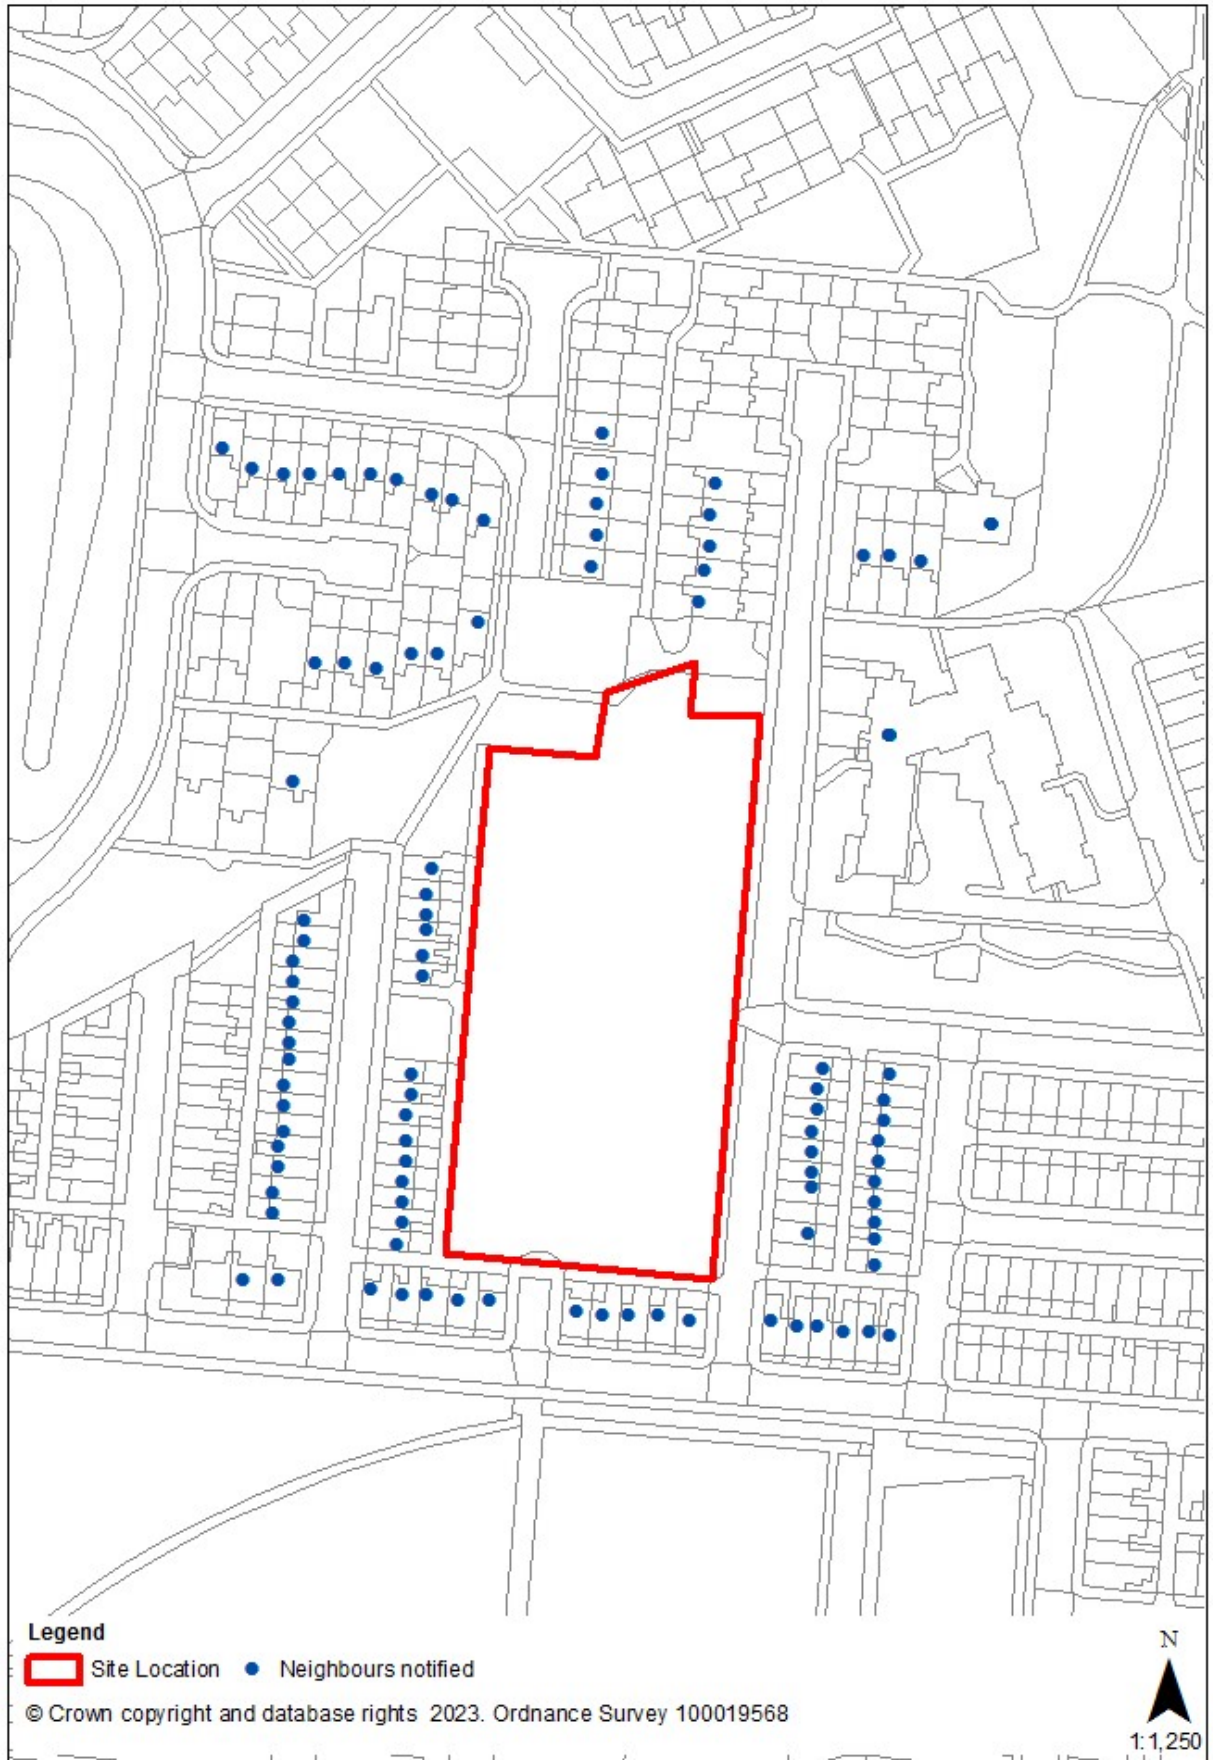 Legend
Site Location Neighbours notified
© Crown copyright and database rights 2023. Ordnance Survey 100019568
N
1:1,250